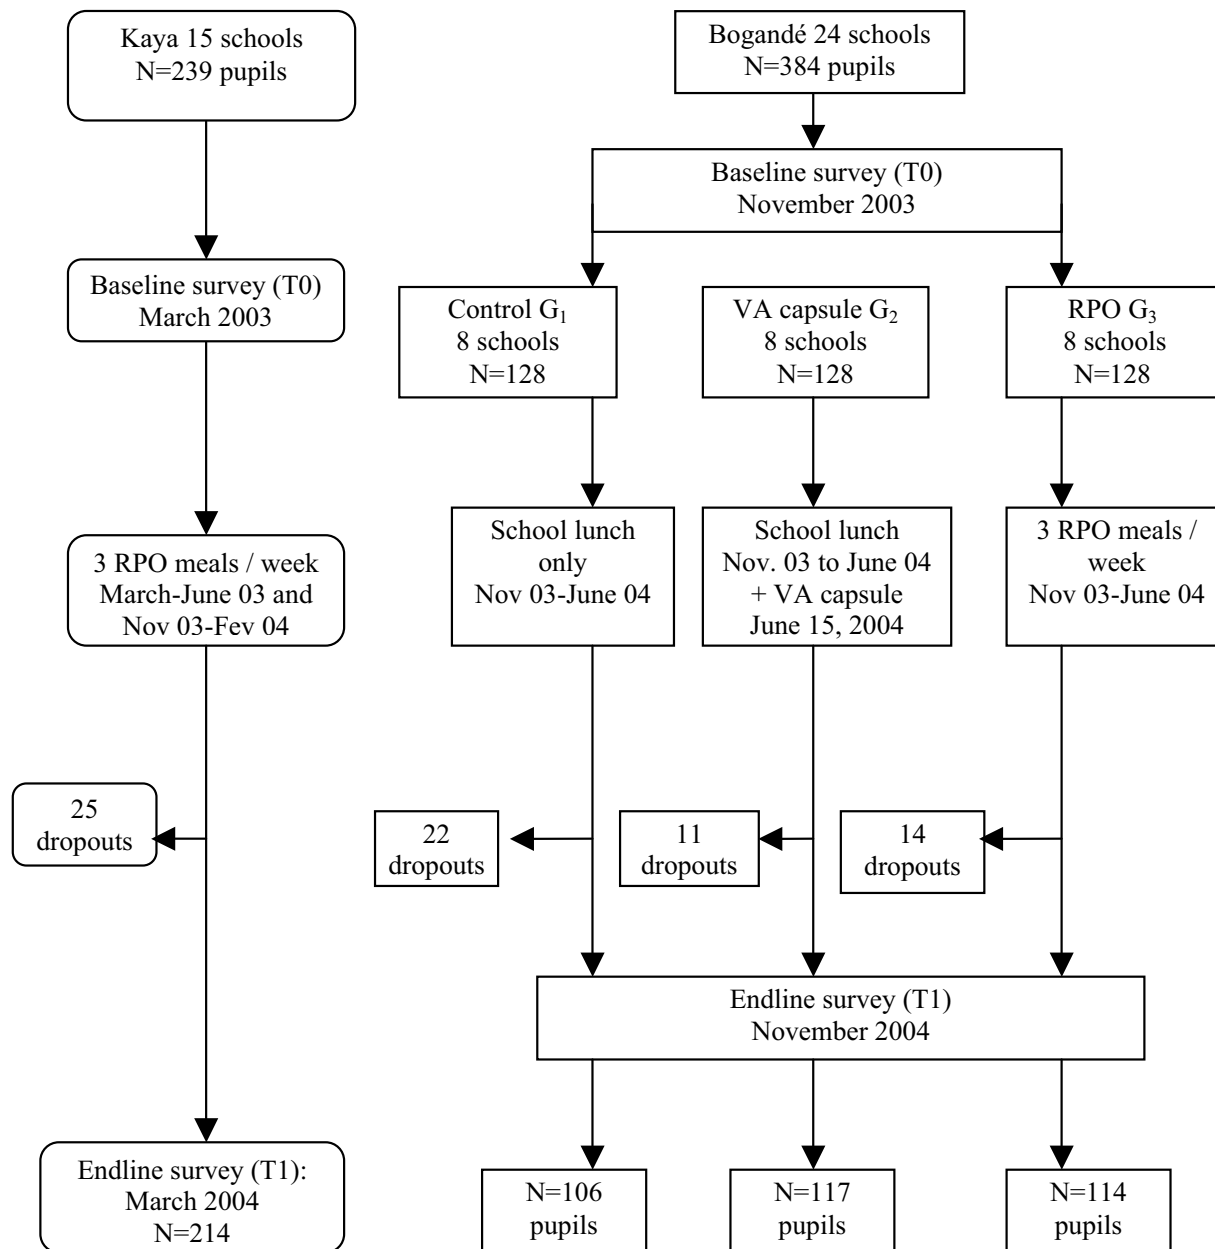 Kaya 15 schools
N=239 pupils
Baseline survey (T0)
March 2003
3 RPO meals / week
March-June 03 and
Nov 03-Fev 04
25
dropouts
Endline survey (T1):
March 2004
N=214
Bogandé 24 schools
N=384 pupils
Baseline survey (T0)
November 2003
Control G₁
8 schools
N=128
VA capsule G₂
8 schools
N=128
RPO G₃
8 schools
N=128
School lunch
only
Nov 03-June 04
School lunch
Nov. 03 to June 04
+ VA capsule
June 15, 2004
3 RPO meals /
week
Nov 03-June 04
22
dropouts
11
dropouts
14
dropouts
Endline survey (T1)
November 2004
N=106
pupils
N=117
pupils
N=114
pupils